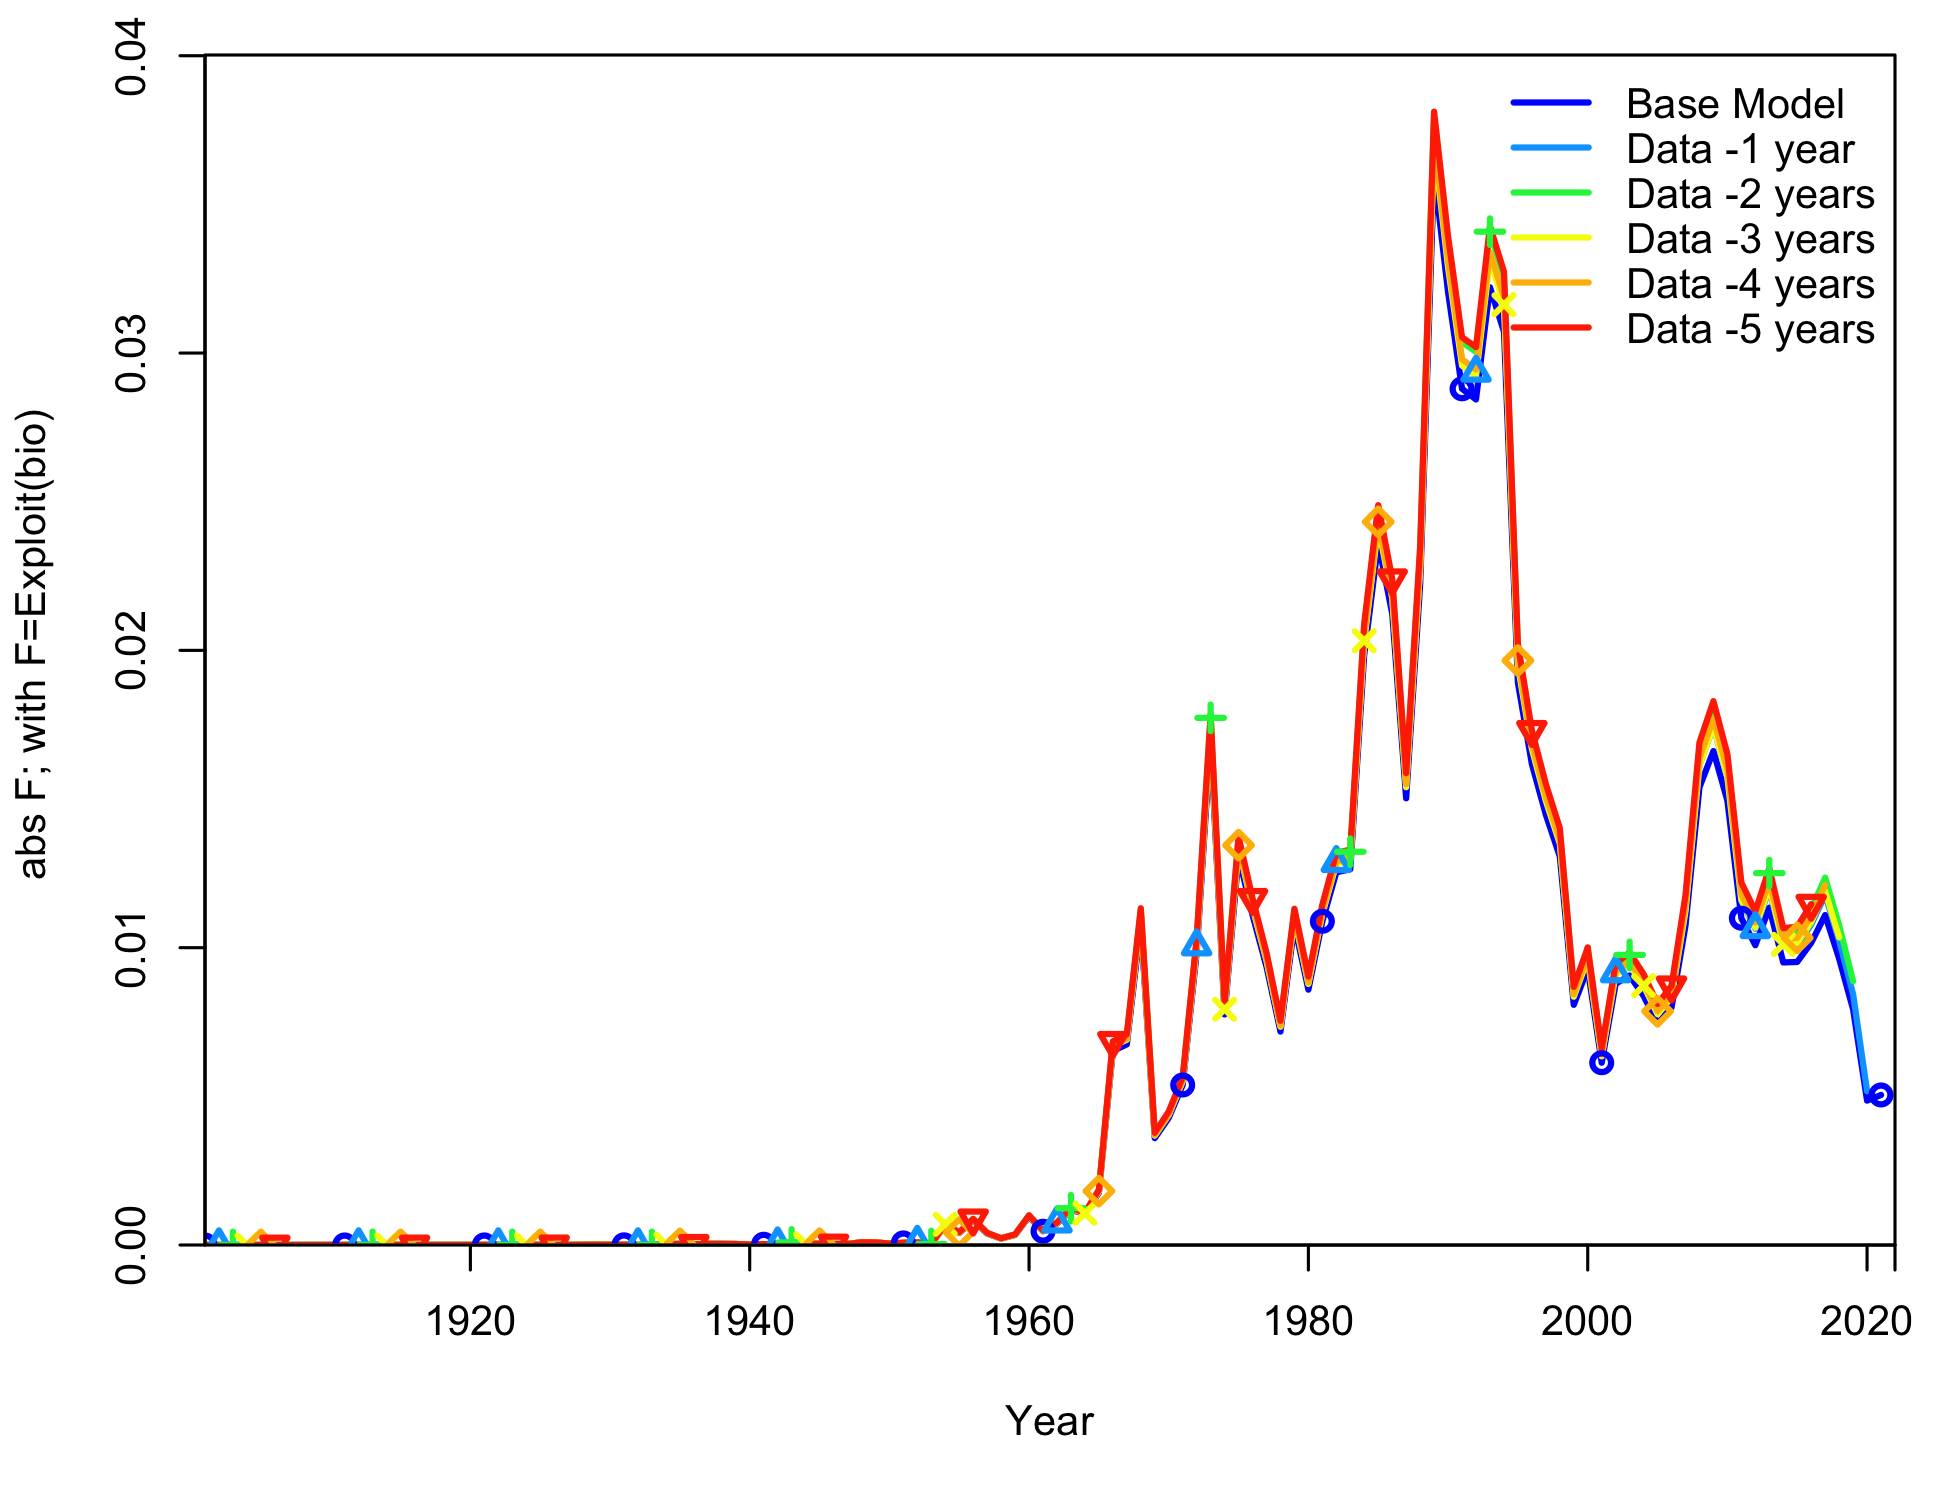 0.04
0.03
0.02
0.01
0.00
abs F; with F=Exploit(bio)
Base Model
Data -1 year
Data -2 years
Data -3 years
Data -4 years
Data -5 years
1920 1940 1960 1980 2000 2020
Year